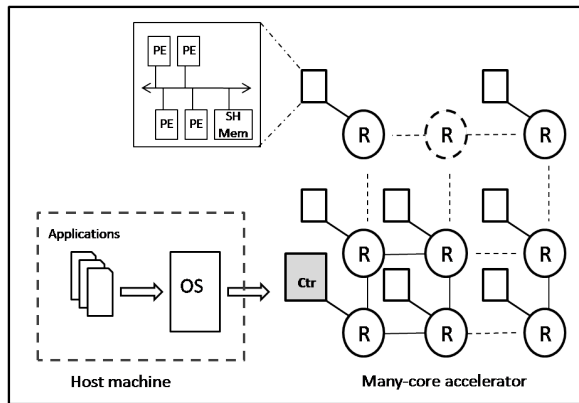 PE PE
PE PE SH
Mem
R R R
Applications
OS
R R R
Ctr
R R R
Host machine
Many-core accelerator